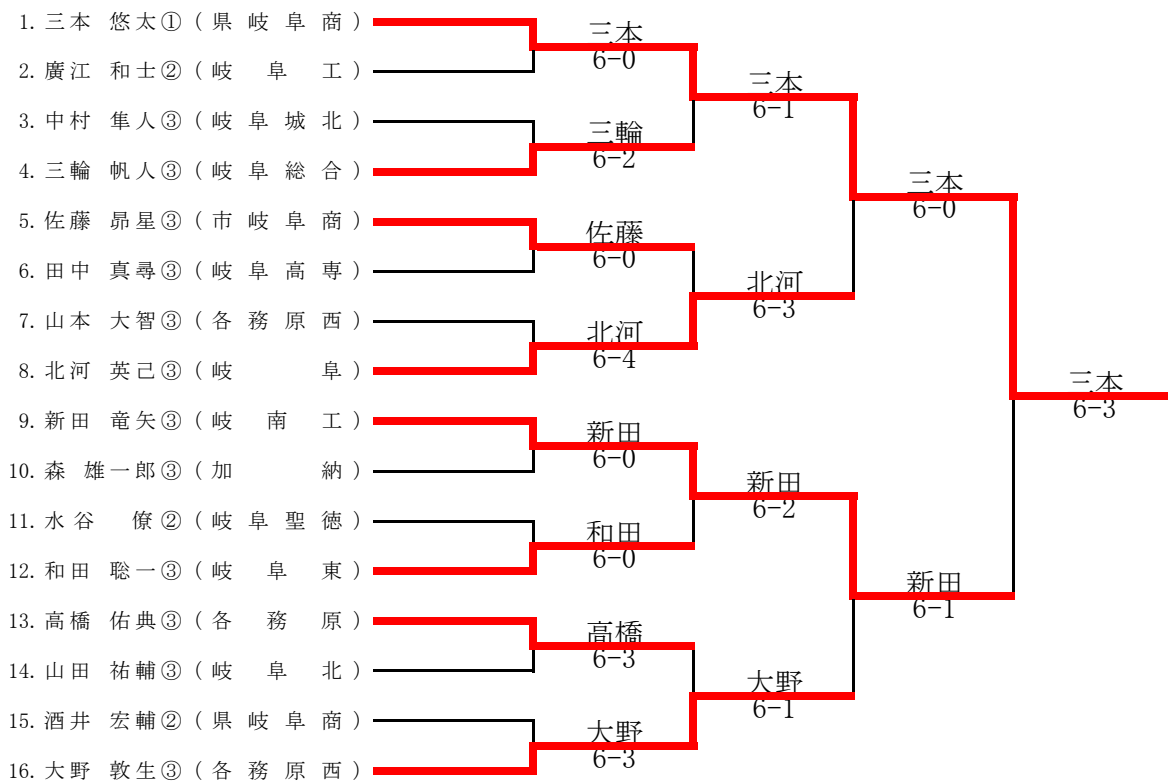 1. 三本 悠太①（県岐阜商）
2. 廣江 和士②（岐阜工）
3. 中村 隼人③（岐阜城北）
4. 三輪 帆人③（岐阜総合）
5. 佐藤 昴星③（市岐阜商）
6. 田中 真尋③（岐阜高専）
7. 山本 大智③（各務原西）
8. 北河 英己③（岐阜）
9. 新田 竜矢③（岐南工）
10. 森 雄一郎③（加納）
11. 水谷 僚②（岐阜聖徳）
12. 和田 聡一③（岐阜東）
13. 高橋 佑典③（各務原）
14. 山田 祐輔③（岐阜北）
15. 酒井 宏輔②（県岐阜商）
16. 大野 敦生③（各務原西）
三本
6-0
三輪
6-2
佐藤
6-0
北河
6-4
新田
6-0
和田
6-0
高橋
6-3
大野
6-3
三本
6-1
北河
6-3
新田
6-2
大野
6-1
三本
6-0
新田
6-1
三本
6-3